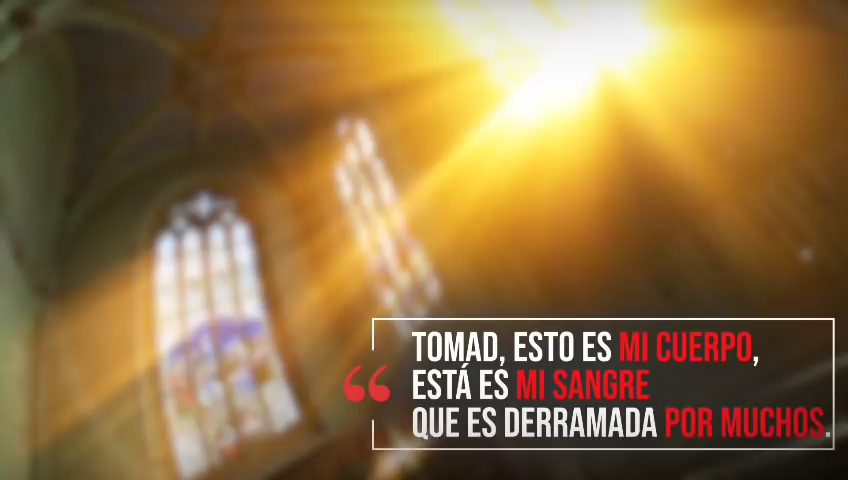 TOMAD, ESTO ES MI CUERPO,
ESTÁ ES MI SANGRE
QUE ES DERRAMADA POR MUCHOS.